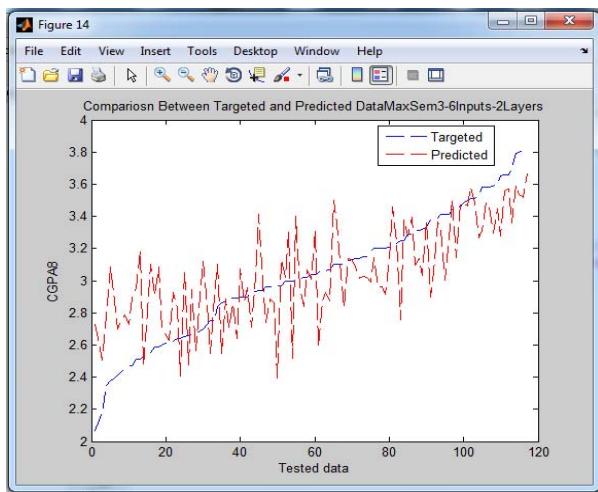 Figure 14
File Edit View Insert Tools Desktop Window Help
Compariosn Between Targeted and Predicted DataMaxSem3-6Inputs-2Layers
Targeted
Predicted
4
3.8
3.6
3.4
3.2
3
2.8
2.6
2.4
2.2
2
CGPA8
0 20 40 60 80 100 120
Tested data